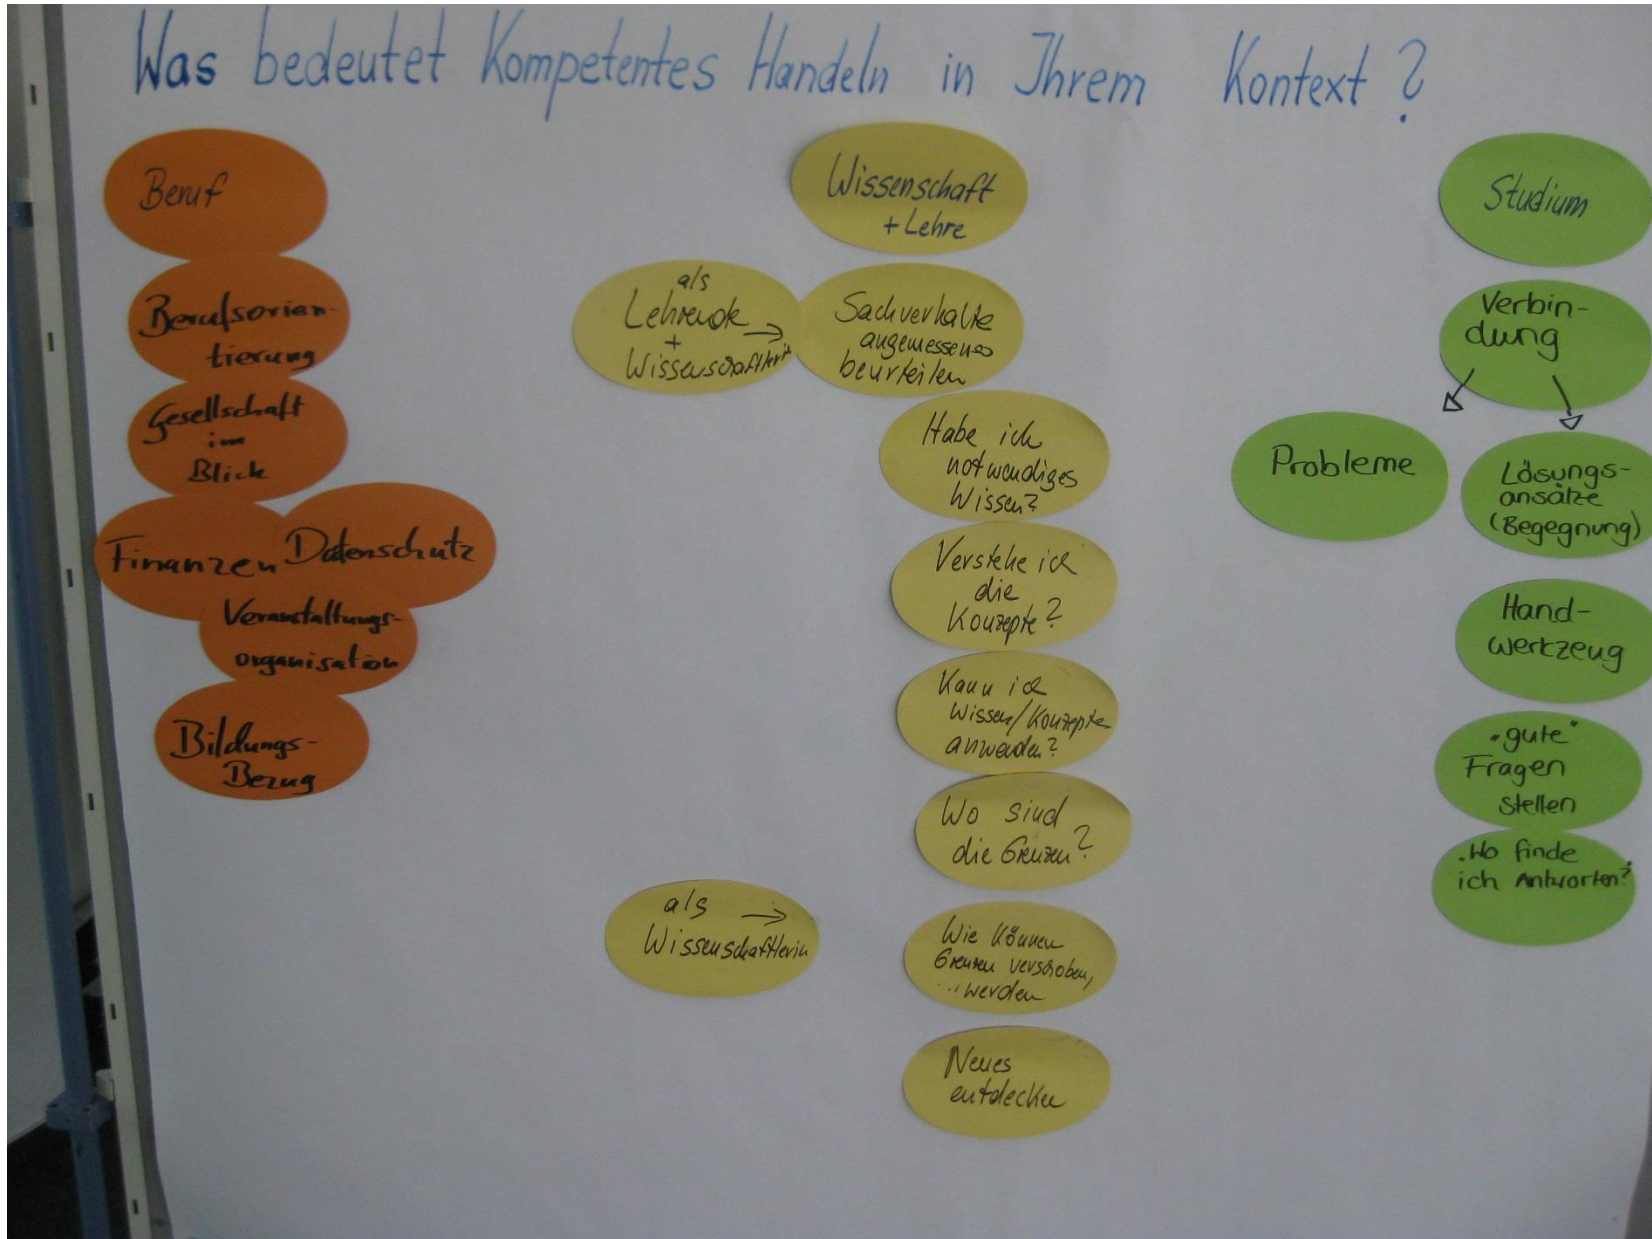 Was bedeutet Kompetentes Handeln in Ihrem Kontext?
Beruf
Berufsorien-
tierung
Gesellschaft
im
Blick
Finanzen
Datenschutz
Veranstaltungs-
organisation
Bildungs-
Bezug
Wissenschaft
+ Lehre
als
Lehrende →
+
Wissenschaftlerin
Sachverhalte
angemessenes
beurteilen
Habe ich
notwendiges
Wissen?
Verstehe ich
die
Konzepte?
Kann ich
Wissen/Konzepte
anwenden?
Wo sind
die Grenzen?
als →
Wissenschaftlerin
Wie können
Grenzen verschoben,
... werden
Neues
entdecken
Studium
Verbin-
dung
Probleme
Lösungs-
ansätze
(Begegnung)
Hand-
werkzeug
"gute"
Fragen
stellen
"Wo finde
ich Antworten?"